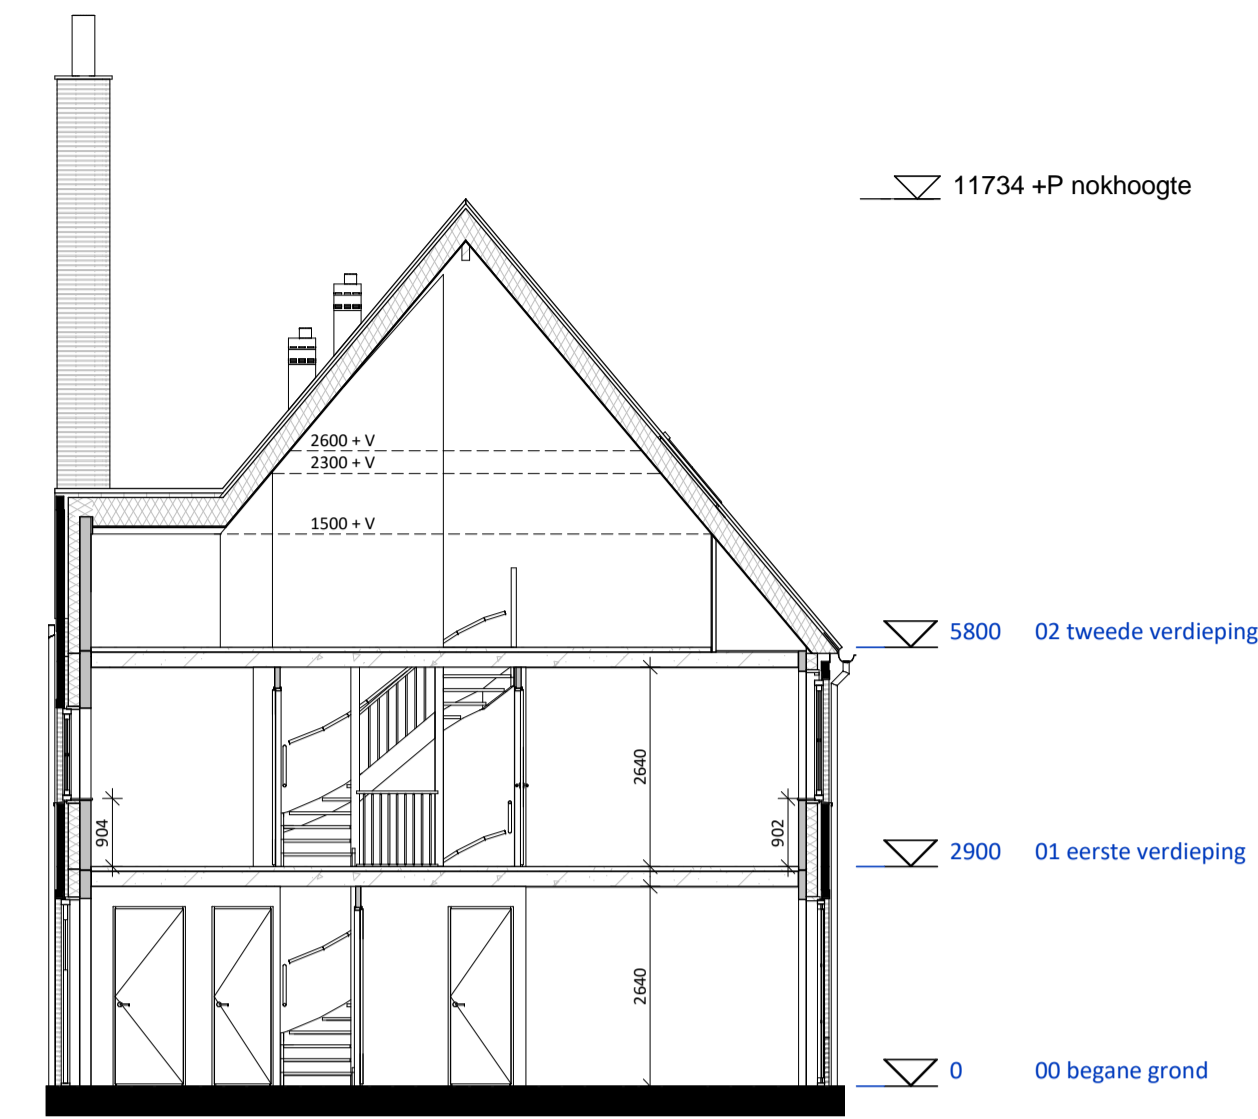 11734 +P nokhoogte
2600 + V
2300 + V
1500 + V
5800 02 tweede verdieping
2640
904
902
2900 01 eerste verdieping
2640
0 00 begane grond